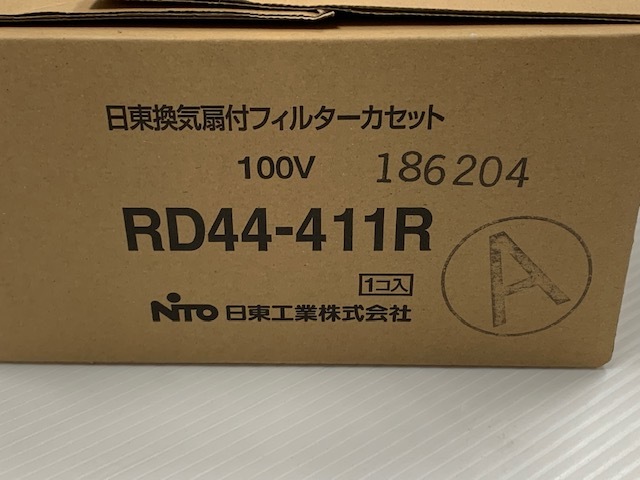 日東換気扇付フィルターカセット
100V 186204
RD44-411R
1コ入
NITO 日東工業株式会社
A